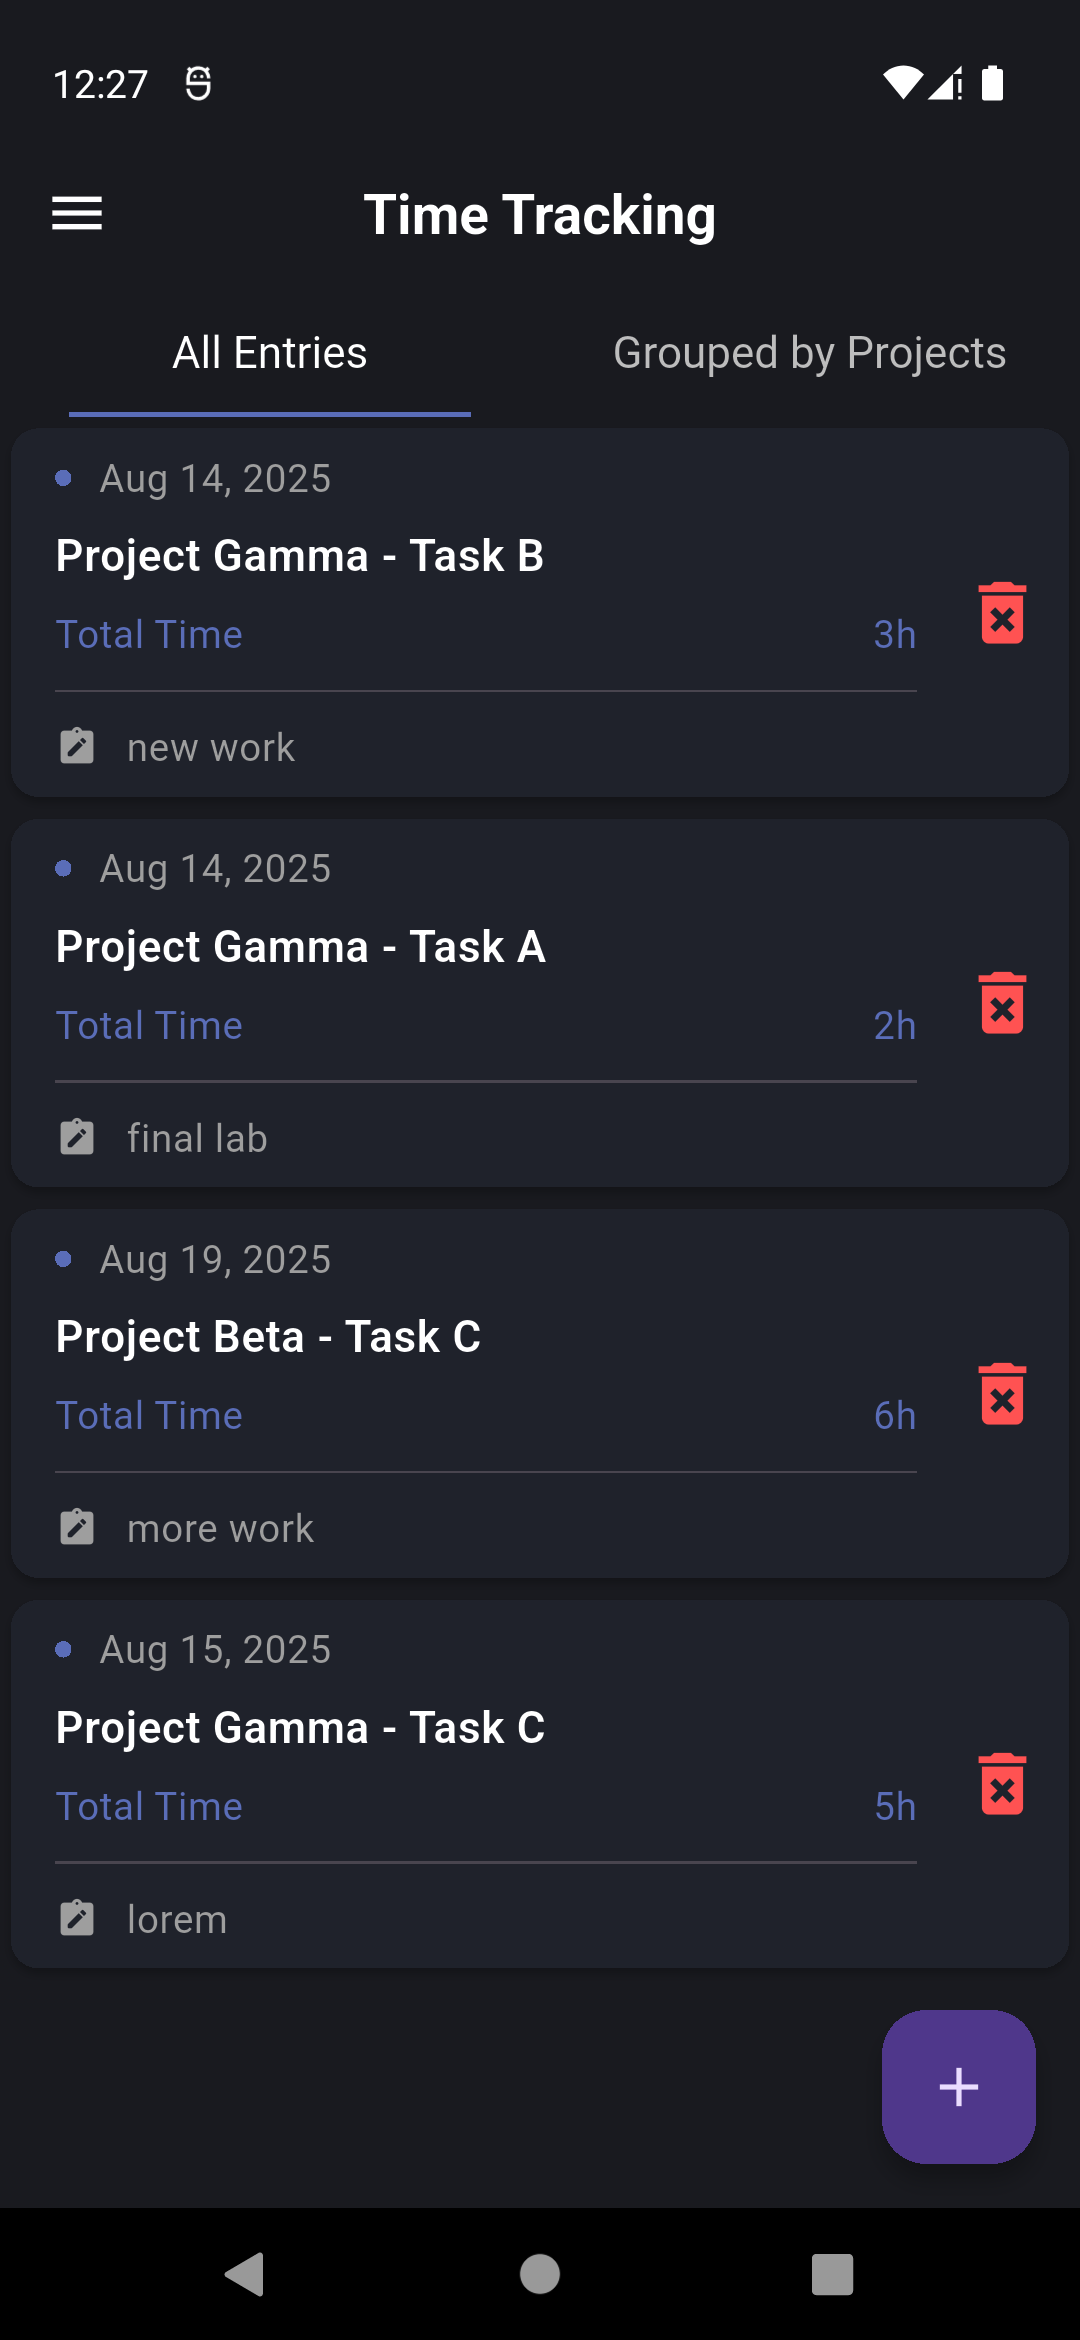 12:27
Time Tracking
All Entries
Grouped by Projects
Aug 14, 2025
Project Gamma - Task B
Total Time 3h
new work
Aug 14, 2025
Project Gamma - Task A
Total Time 2h
final lab
Aug 19, 2025
Project Beta - Task C
Total Time 6h
more work
Aug 15, 2025
Project Gamma - Task C
Total Time 5h
lorem